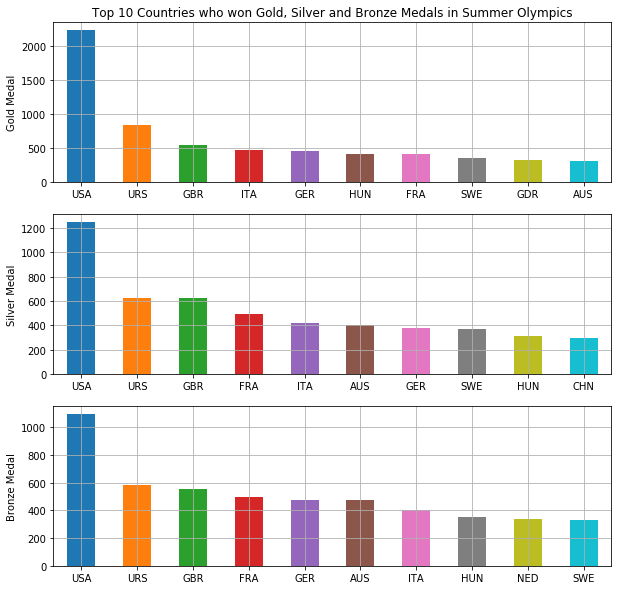 Top 10 Countries who won Gold, Silver and Bronze Medals in Summer Olympics
Gold Medal
2000
1500
1000
500
0
USA URS GBR ITA GER HUN FRA SWE GDR AUS
Silver Medal
1200
1000
800
600
400
200
0
USA URS GBR FRA ITA AUS GER SWE HUN CHN
Bronze Medal
1000
800
600
400
200
0
USA URS GBR FRA GER AUS ITA HUN NED SWE